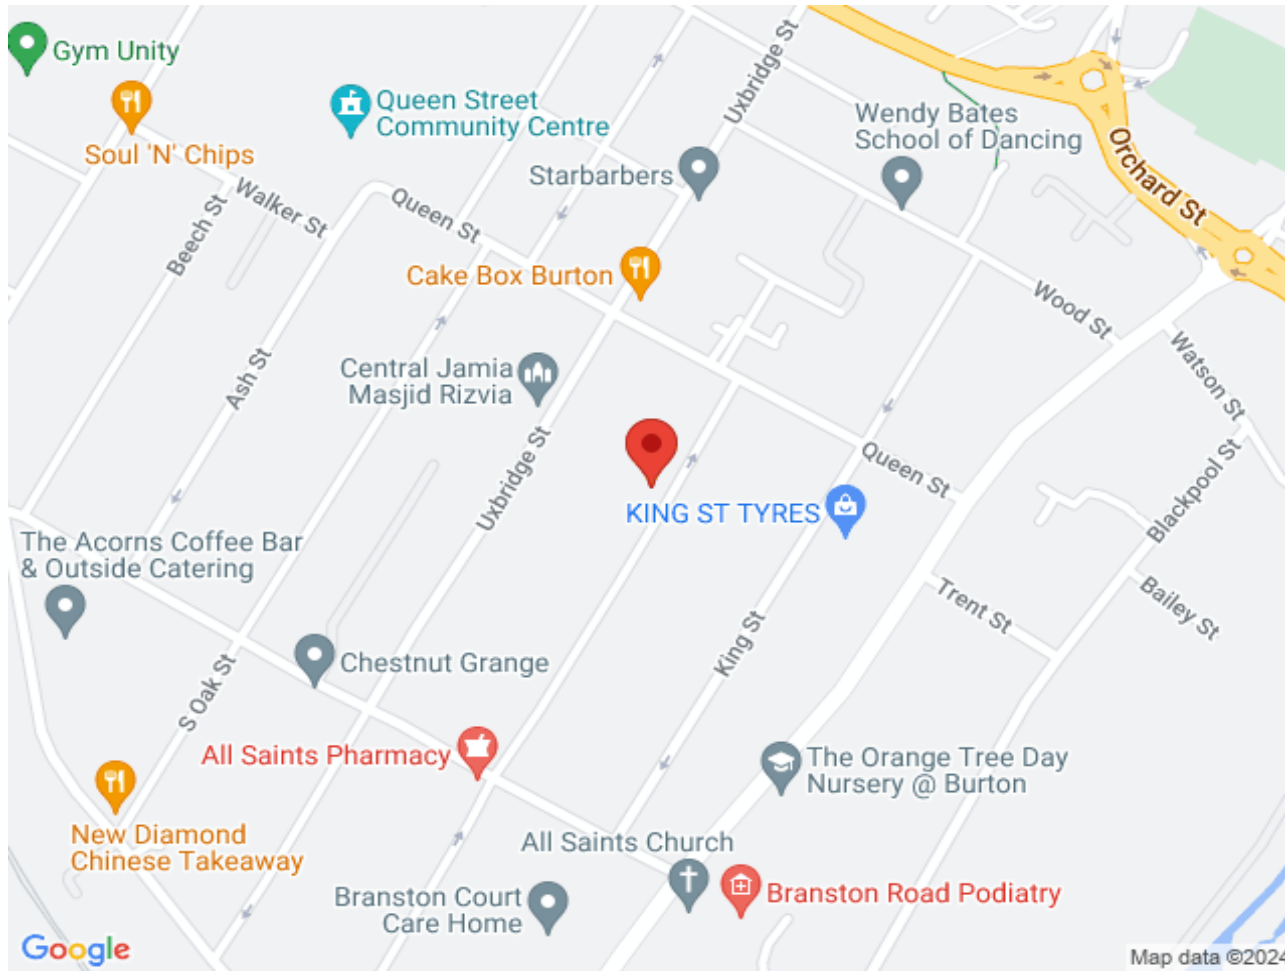 Gym Unity
Soul 'N' Chips
Queen Street
Community Centre
Uxbridge St
Wendy Bates
School of Dancing
Orchard St
Starbarbers
Walker St
Beech St
Queen St
Cake Box Burton
Wood St
Watson St
Ash St
Central Jamia
Masjid Rizvia
Uxbridge St
Queen St
Blackpool St
KING ST TYRES
The Acorns Coffee Bar
& Outside Catering
Trent St
Bailey St
King St
Chestnut Grange
S Oak St
All Saints Pharmacy
The Orange Tree Day
Nursery @ Burton
New Diamond
Chinese Takeaway
All Saints Church
Branston Court
Care Home
Branston Road Podiatry
Google
Map data ©2024